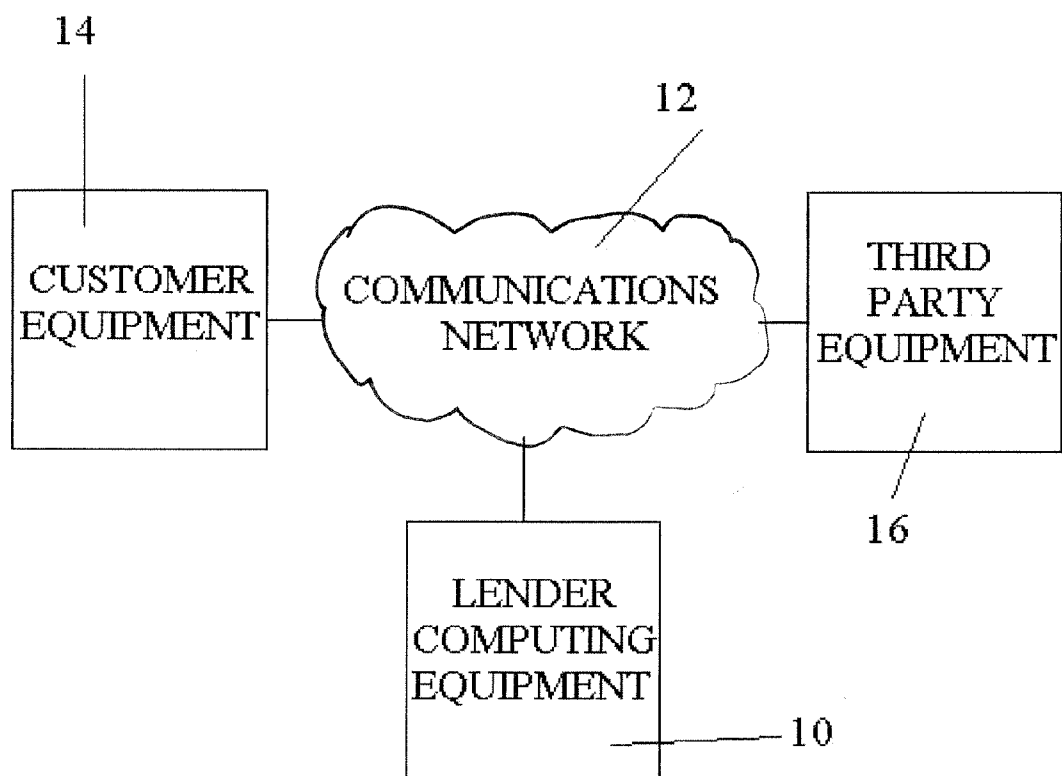 14
12
CUSTOMER
EQUIPMENT
COMMUNICATIONS
NETWORK
THIRD
PARTY
EQUIPMENT
16
LENDER
COMPUTING
EQUIPMENT
10